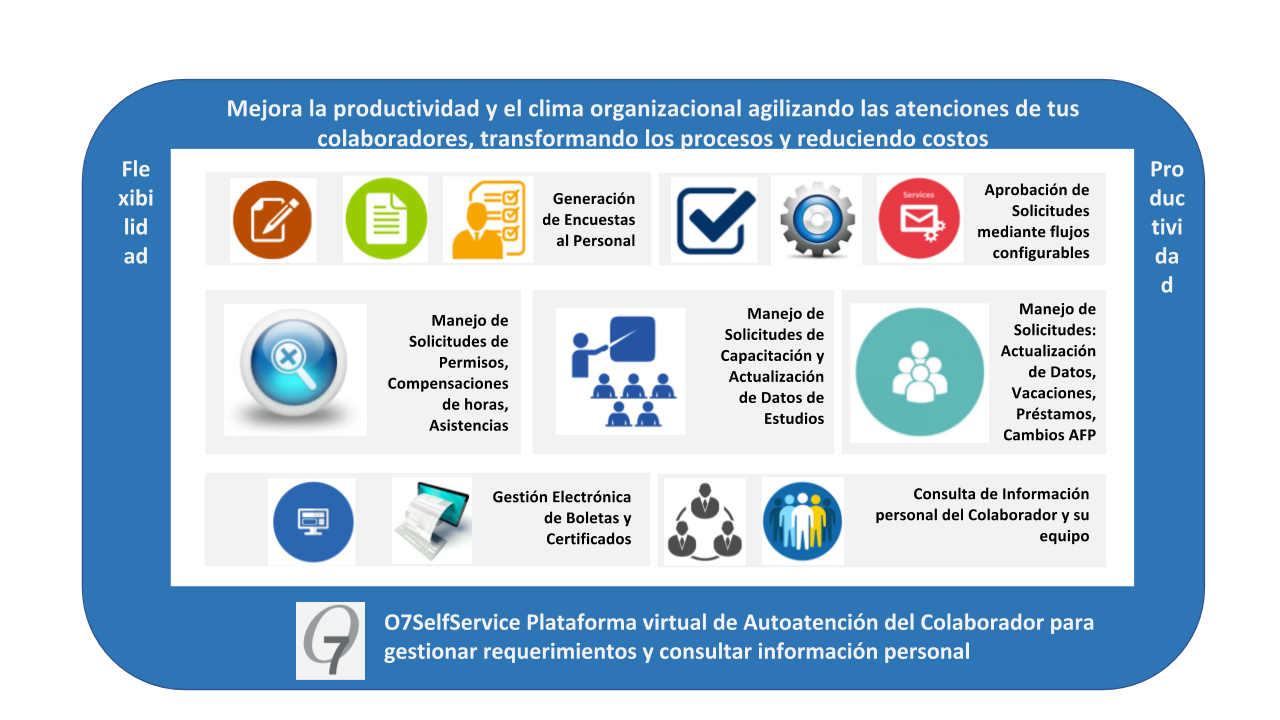 Mejora la productividad y el clima organizacional agilizando las atenciones de tus
colaboradores, transformando los procesos y reduciendo costos
Fle
xibi
lid
ad
Pro
duc
tivi
da
d
Generación
de Encuestas
al Personal
Services
Aprobación de
Solicitudes
mediante flujos
configurables
Manejo de
Solicitudes de
Permisos,
Compensaciones
de horas,
Asistencias
Manejo de
Solicitudes de
Capacitación y
Actualización
de Datos de
Estudios
Manejo de
Solicitudes:
Actualización
de Datos,
Vacaciones,
Préstamos,
Cambios AFP
Gestión Electrónica
de Boletas y
Certificados
Consulta de Información
personal del Colaborador y su
equipo
O7
O7SelfService Plataforma virtual de Autoatención del Colaborador para
gestionar requerimientos y consultar información personal